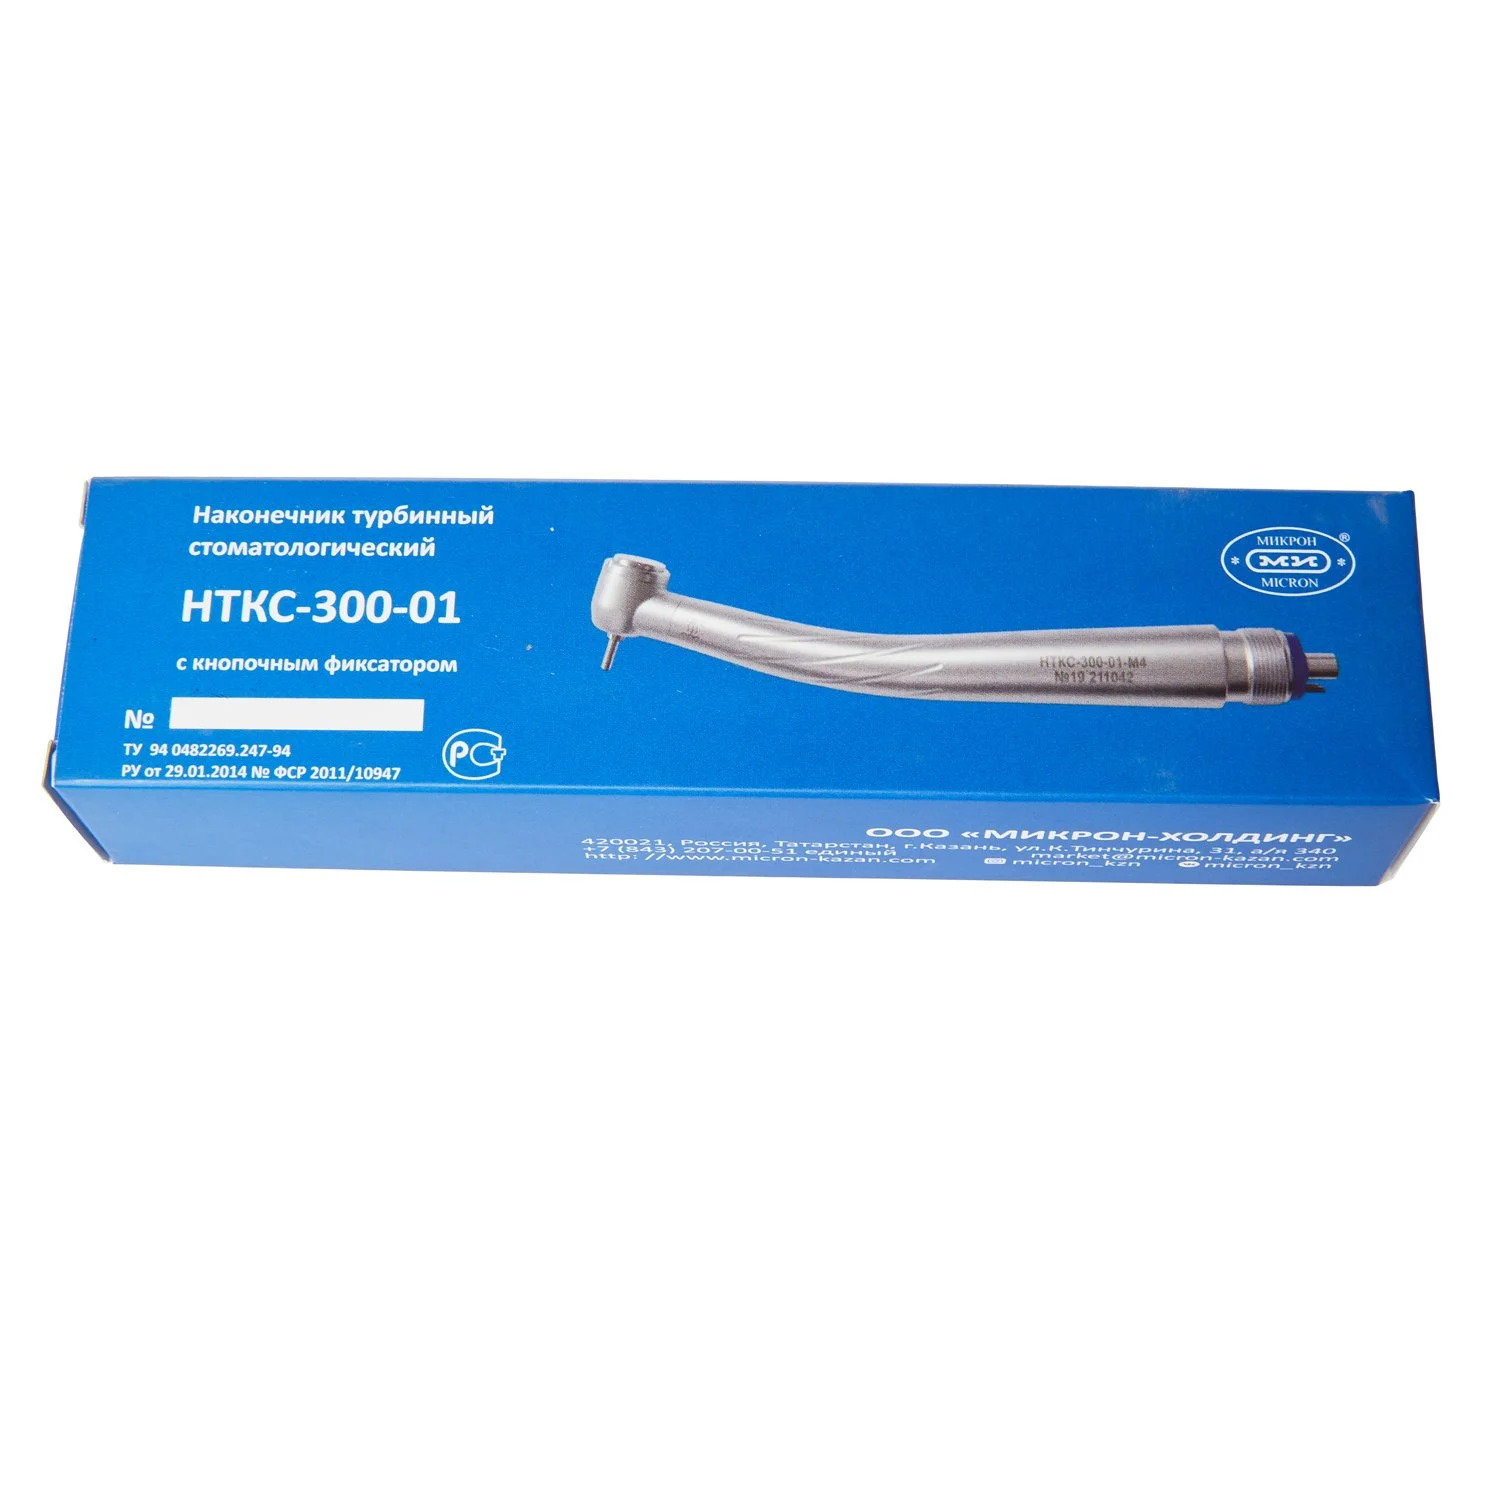 Наконечник турбинный
стоматологический
НТКС-300-01
с кнопочным фиксатором
№
ТУ 94 0482269.247-94
РУ от 29.01.2014 № ФСР 2011/10947
РСТ
НТКС-300-01-М4
№19 211042
МИКРОН ®
* МИ *
MICRON
ООО «МИКРОН-ХОЛДИНГ»
420021, Россия, Татарстан, г.Казань, ул.К.Тинчурина, 31, а/я 340
+7 (843) 207-00-51 единый market@micron-kazan.com
http: //www.micron-kazan.com micron_kzn micron_kzn